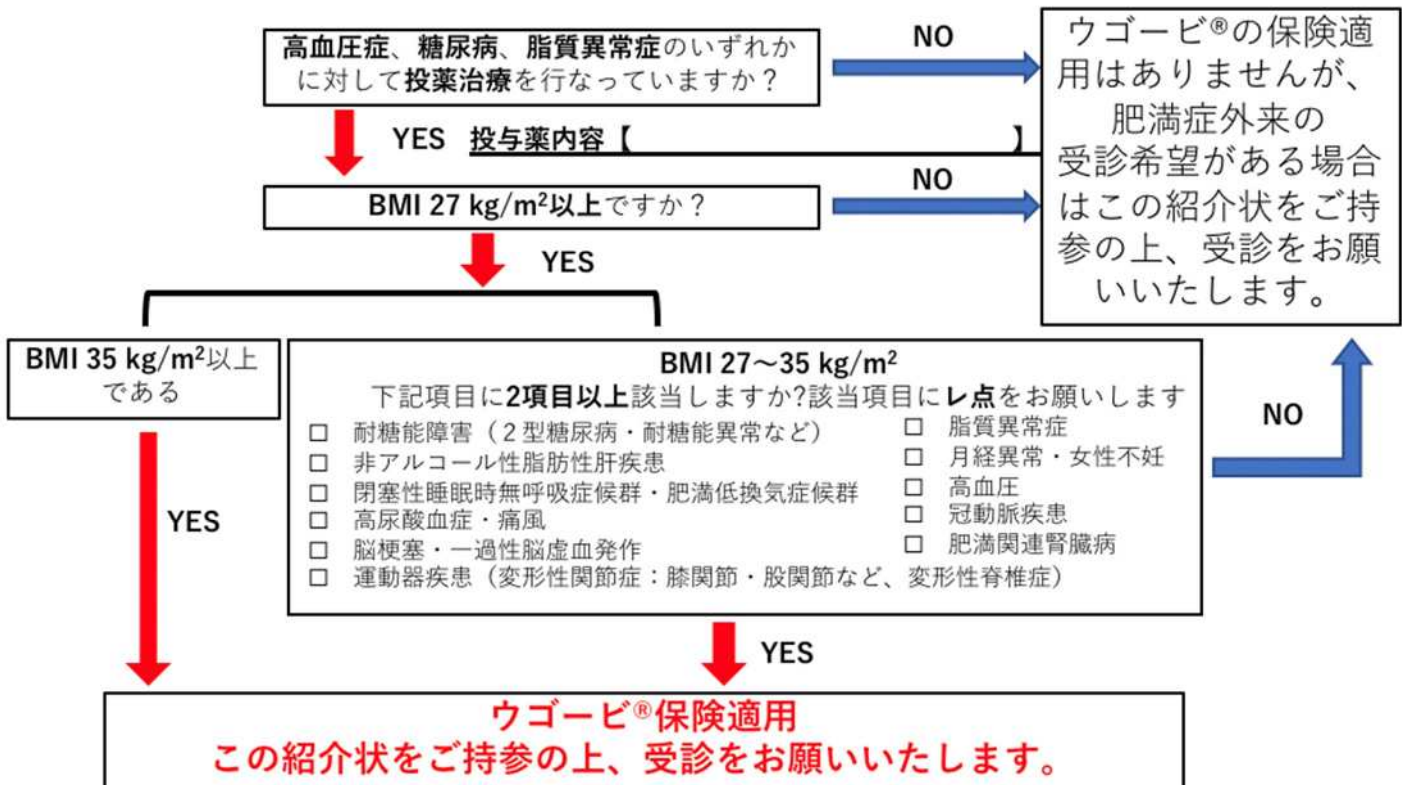 高血圧症、糖尿病、脂質異常症のいずれか
に対して投薬治療を行なっていますか？
NO
ウゴービ®の保険適
用はありませんが、
肥満症外来の
受診希望がある場合
はこの紹介状をご持
参の上、受診をお願
いいたします。
YES 投与薬内容【 】
BMI 27 kg/m²以上ですか？
NO
YES
BMI 35 kg/m²以上
である
BMI 27～35 kg/m²
下記項目に2項目以上該当しますか?該当項目にレ点をお願いします
□ 耐糖能障害（２型糖尿病・耐糖能異常など）
□ 非アルコール性脂肪性肝疾患
□ 閉塞性睡眠時無呼吸症候群・肥満低換気症候群
□ 高尿酸血症・痛風
□ 脳梗塞・一過性脳虚血発作
□ 運動器疾患（変形性関節症：膝関節・股関節など、変形性脊椎症）
□ 脂質異常症
□ 月経異常・女性不妊
□ 高血圧
□ 冠動脈疾患
□ 肥満関連腎臓病
NO
YES
YES
ウゴービ®保険適用
この紹介状をご持参の上、受診をお願いいたします。